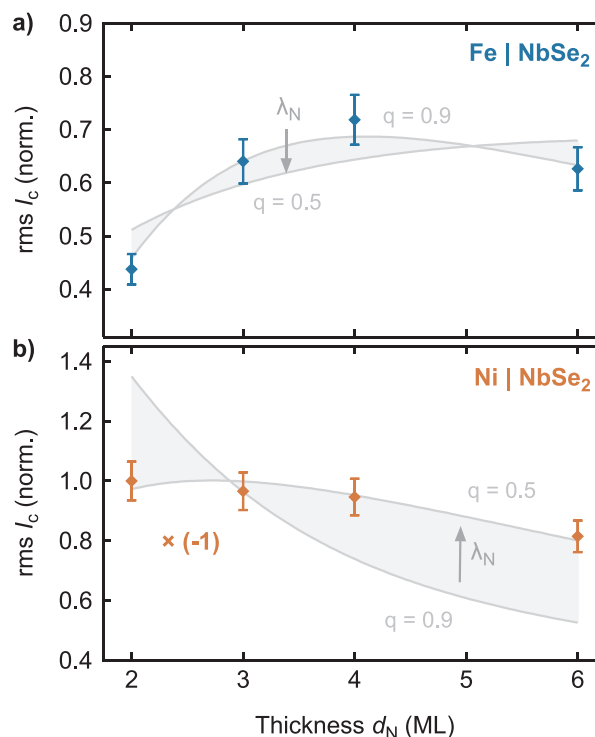 a)
Fe | NbSe₂
rms I_c (norm.)
0.9
0.8
0.7
0.6
0.5
0.4
λ_N
q = 0.9
q = 0.5
b)
Ni | NbSe₂
rms I_c (norm.)
1.4
1.2
1.0
0.8
0.6
0.4
× (-1)
q = 0.5
λ_N
q = 0.9
2 3 4 5 6
Thickness d_N (ML)